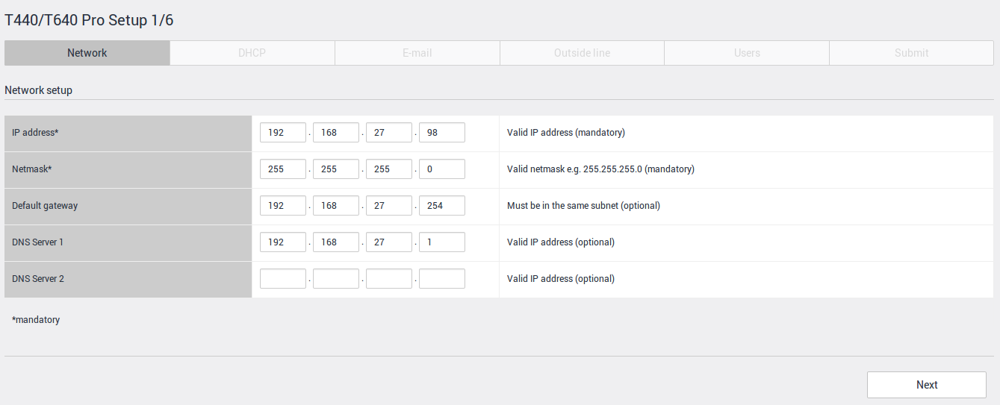 T440/T640 Pro Setup 1/6
Network DHCP E-mail Outside line Users Submit
Network setup
IP address* 192 . 168 . 27 . 98 Valid IP address (mandatory)
Netmask* 255 . 255 . 255 . 0 Valid netmask e.g. 255.255.255.0 (mandatory)
Default gateway 192 . 168 . 27 . 254 Must be in the same subnet (optional)
DNS Server 1 192 . 168 . 27 . 1 Valid IP address (optional)
DNS Server 2 . . . Valid IP address (optional)
*mandatory
Next